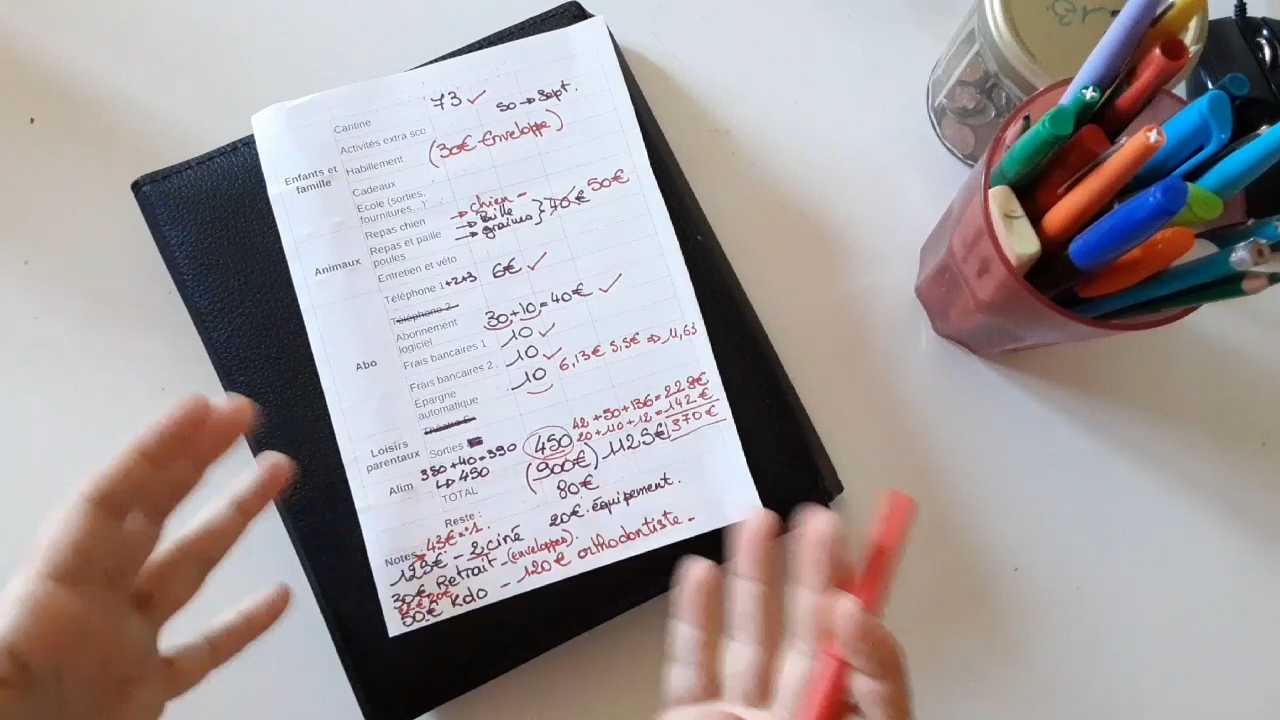 Cantine 73 ✓ 50 → Sept.
Activités extra sco
Enfants et famille
Habillement (30€ - Enveloppe)
Cadeaux
Ecole (sorties, fournitures...)
Repas chien → chien -
Animaux
Repas et paille poules → Paille
→ graines } 40€ 50€
Entretien et véto
Téléphone 1+2+3 6€ ✓
Téléphone 2
Abonnement logiciel 30+10=40€ ✓
Abo
Frais bancaires 1 10 ✓
Frais bancaires 2 10 ✓ 6,13€ 5,5€ ⇒ 11,63
Epargne automatique 10
Loisirs parentaux
Sorties
42+50+136=228€
20+110+12=142€
370€
Alim 350+40=390 450
↳ 450 (900€) 1125€
TOTAL 80€
Reste : 20€ équipement.
Notes 43€
123€ - 2 ciné
30€ Retrait - (enveloppes).
50€ Kdo - 120€ orthodontiste -